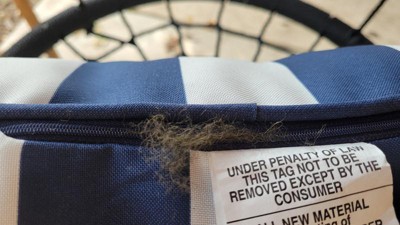 UNDER PENALTY OF LAW
THIS TAG NOT TO BE
REMOVED EXCEPT BY THE
CONSUMER
ALL NEW MATERIAL